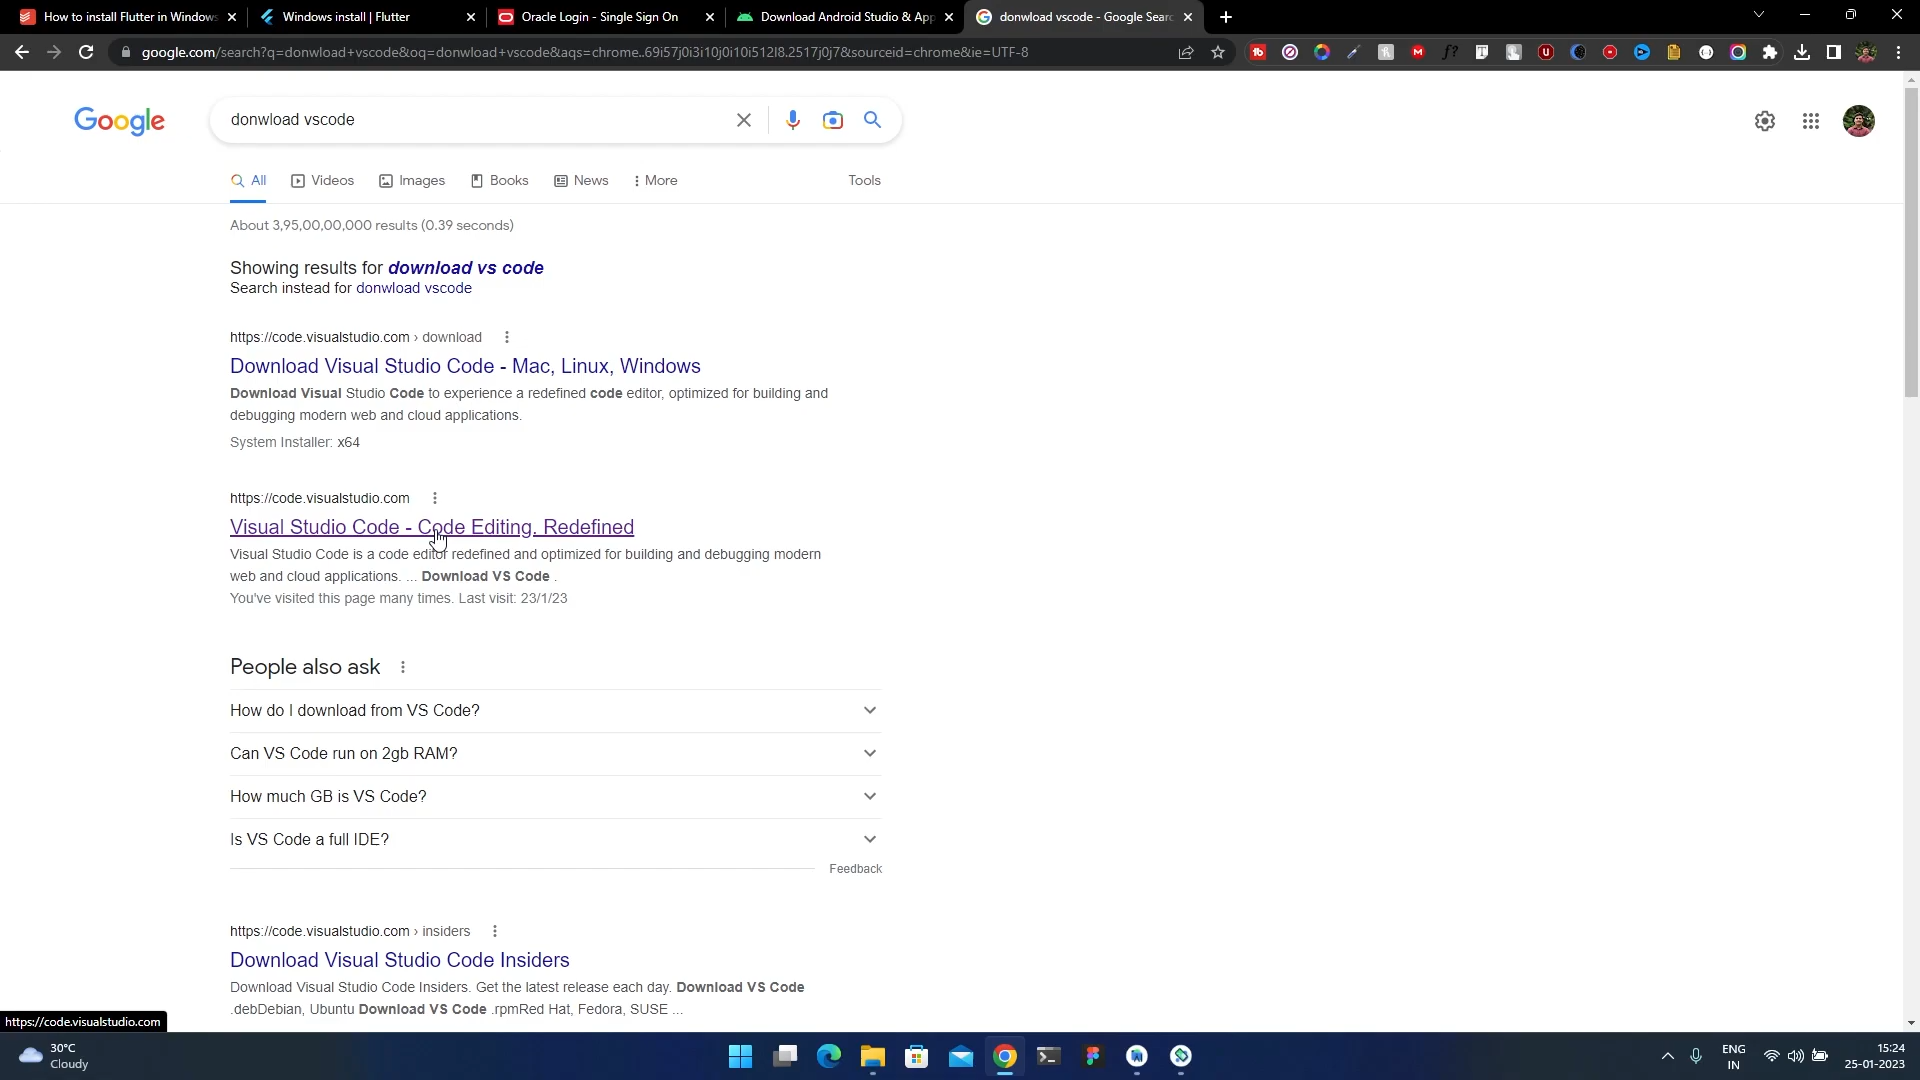 How to install Flutter in Windows
Windows install | Flutter
Oracle Login - Single Sign On
Download Android Studio & App
donwload vscode - Google Sear
google.com/search?q=donwload+vscode&oq=donwload+vscode&aqs=chrome..69i57j0i3i10j0i10i512l8.2517j0j7&sourceid=chrome&ie=UTF-8
Google
donwload vscode
All
Videos
Images
Books
News
More
Tools
About 3,95,00,00,000 results (0.39 seconds)
Showing results for download vs code
Search instead for donwload vscode
https://code.visualstudio.com › download
Download Visual Studio Code - Mac, Linux, Windows
Download Visual Studio Code to experience a redefined code editor, optimized for building and
debugging modern web and cloud applications.
System Installer: x64
https://code.visualstudio.com
Visual Studio Code - Code Editing. Redefined
Visual Studio Code is a code editor redefined and optimized for building and debugging modern
web and cloud applications. ... Download VS Code .
You've visited this page many times. Last visit: 23/1/23
People also ask
How do I download from VS Code?
Can VS Code run on 2gb RAM?
How much GB is VS Code?
Is VS Code a full IDE?
Feedback
https://code.visualstudio.com › insiders
Download Visual Studio Code Insiders
Download Visual Studio Code Insiders. Get the latest release each day. Download VS Code
.debDebian, Ubuntu Download VS Code .rpmRed Hat, Fedora, SUSE ...
https://code.visualstudio.com
30°C
Cloudy
ENG
IN
15:24
25-01-2023